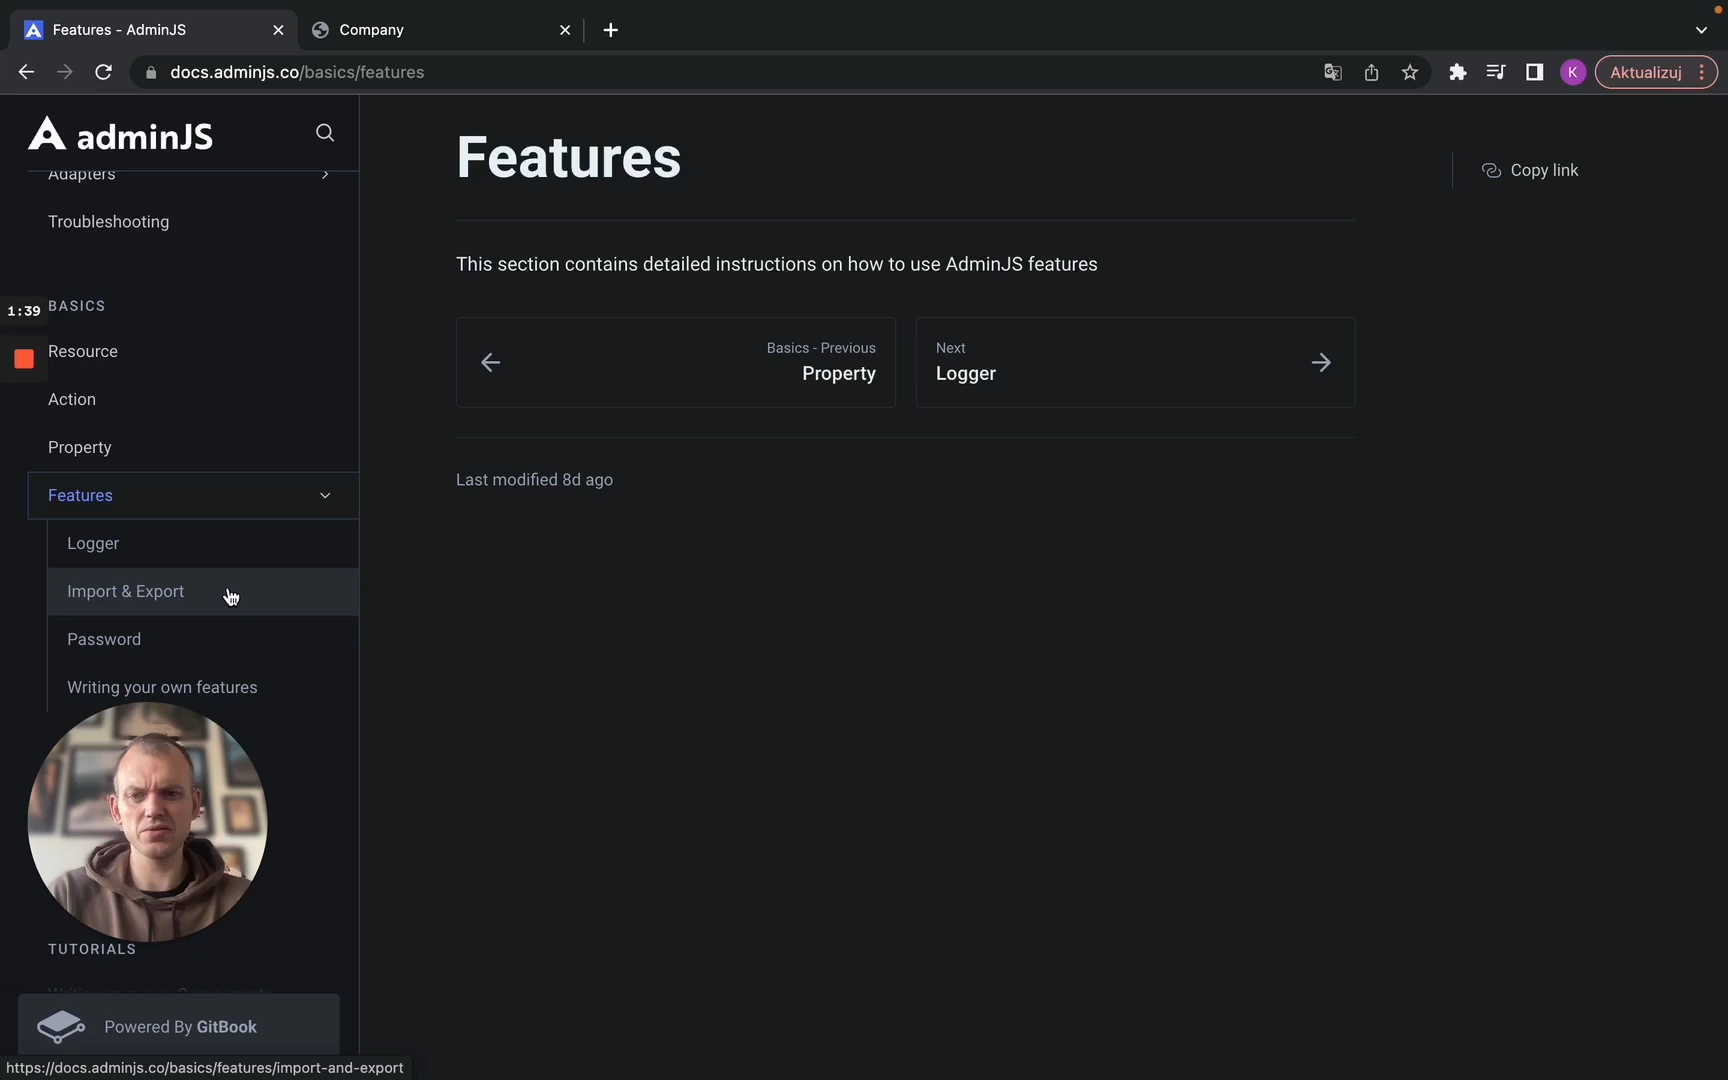 Features - AdminJS
Company
docs.adminjs.co/basics/features
K
Aktualizuj
adminJS
Adapters
Troubleshooting
1:39
BASICS
Resource
Action
Property
Features
Logger
Import & Export
Password
Writing your own features
TUTORIALS
Powered By GitBook
https://docs.adminjs.co/basics/features/import-and-export
Features
Copy link
This section contains detailed instructions on how to use AdminJS features
Basics - Previous
Property
Next
Logger
Last modified 8d ago